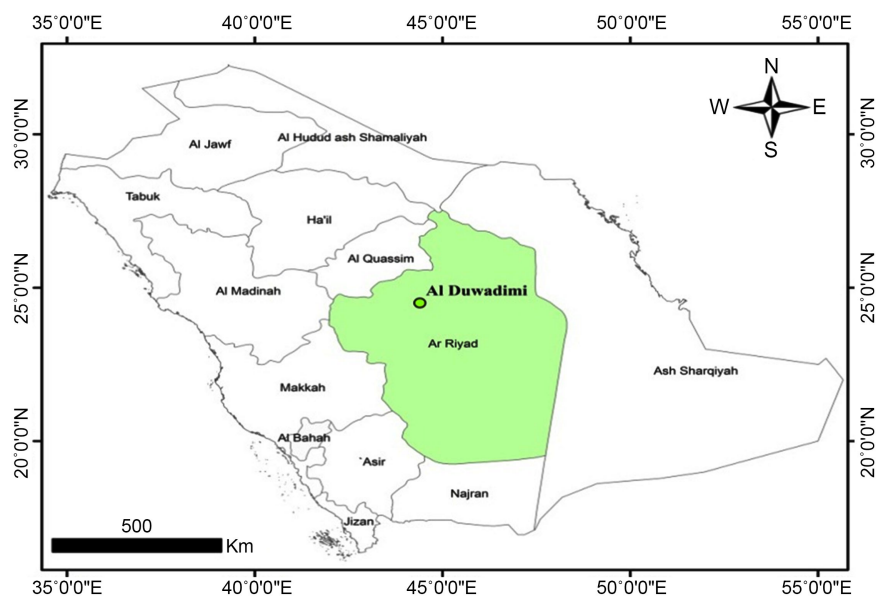 35°0'0"E 40°0'0"E 45°0'0"E 50°0'0"E 55°0'0"E
N
W E
S
30°0'0"N 30°0'0"N
Al Jawf
Al Hudud ash Shamaliyah
Tabuk
Ha'il
Al Quassim
25°0'0"N 25°0'0"N
Al Madinah
Al Duwadimi
Ar Riyad
Ash Sharqiyah
Makkah
20°0'0"N 20°0'0"N
Al Bahah
Asir
Najran
Jizan
500
Km
35°0'0"E 40°0'0"E 45°0'0"E 50°0'0"E 55°0'0"E